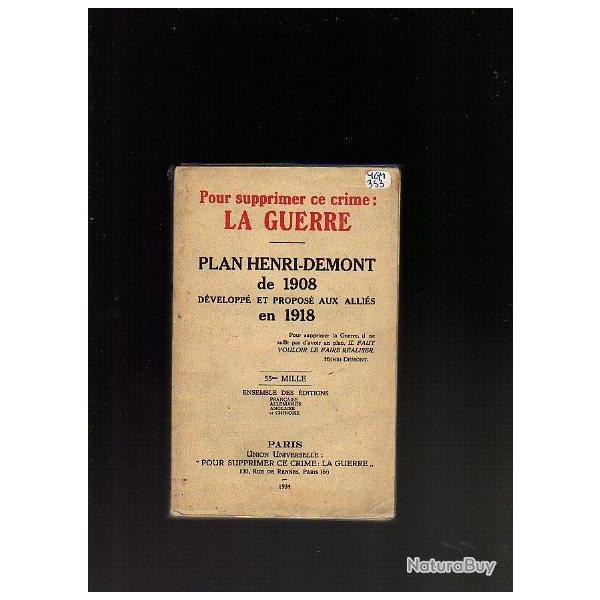 Pour supprimer ce crime :
LA GUERRE
PLAN HENRI-DEMONT
de 1908
DÉVELOPPÉ ET PROPOSÉ AUX ALLIÉS
en 1918
Pour supprimer la Guerre, il ne
suffit pas d'avoir un plan, IL FAUT
VOULOIR LE FAIRE RÉALISER.
HENRI-DEMONT.
55me MILLE
ENSEMBLE DES ÉDITIONS
FRANÇAISE
ALLEMANDE
ANGLAISE
et CHINOISE
PARIS
UNION UNIVERSELLE :
"POUR SUPPRIMER CE CRIME : LA GUERRE"
130, RUE DE RENNES, PARIS (6e)
1934
NaturaBuy